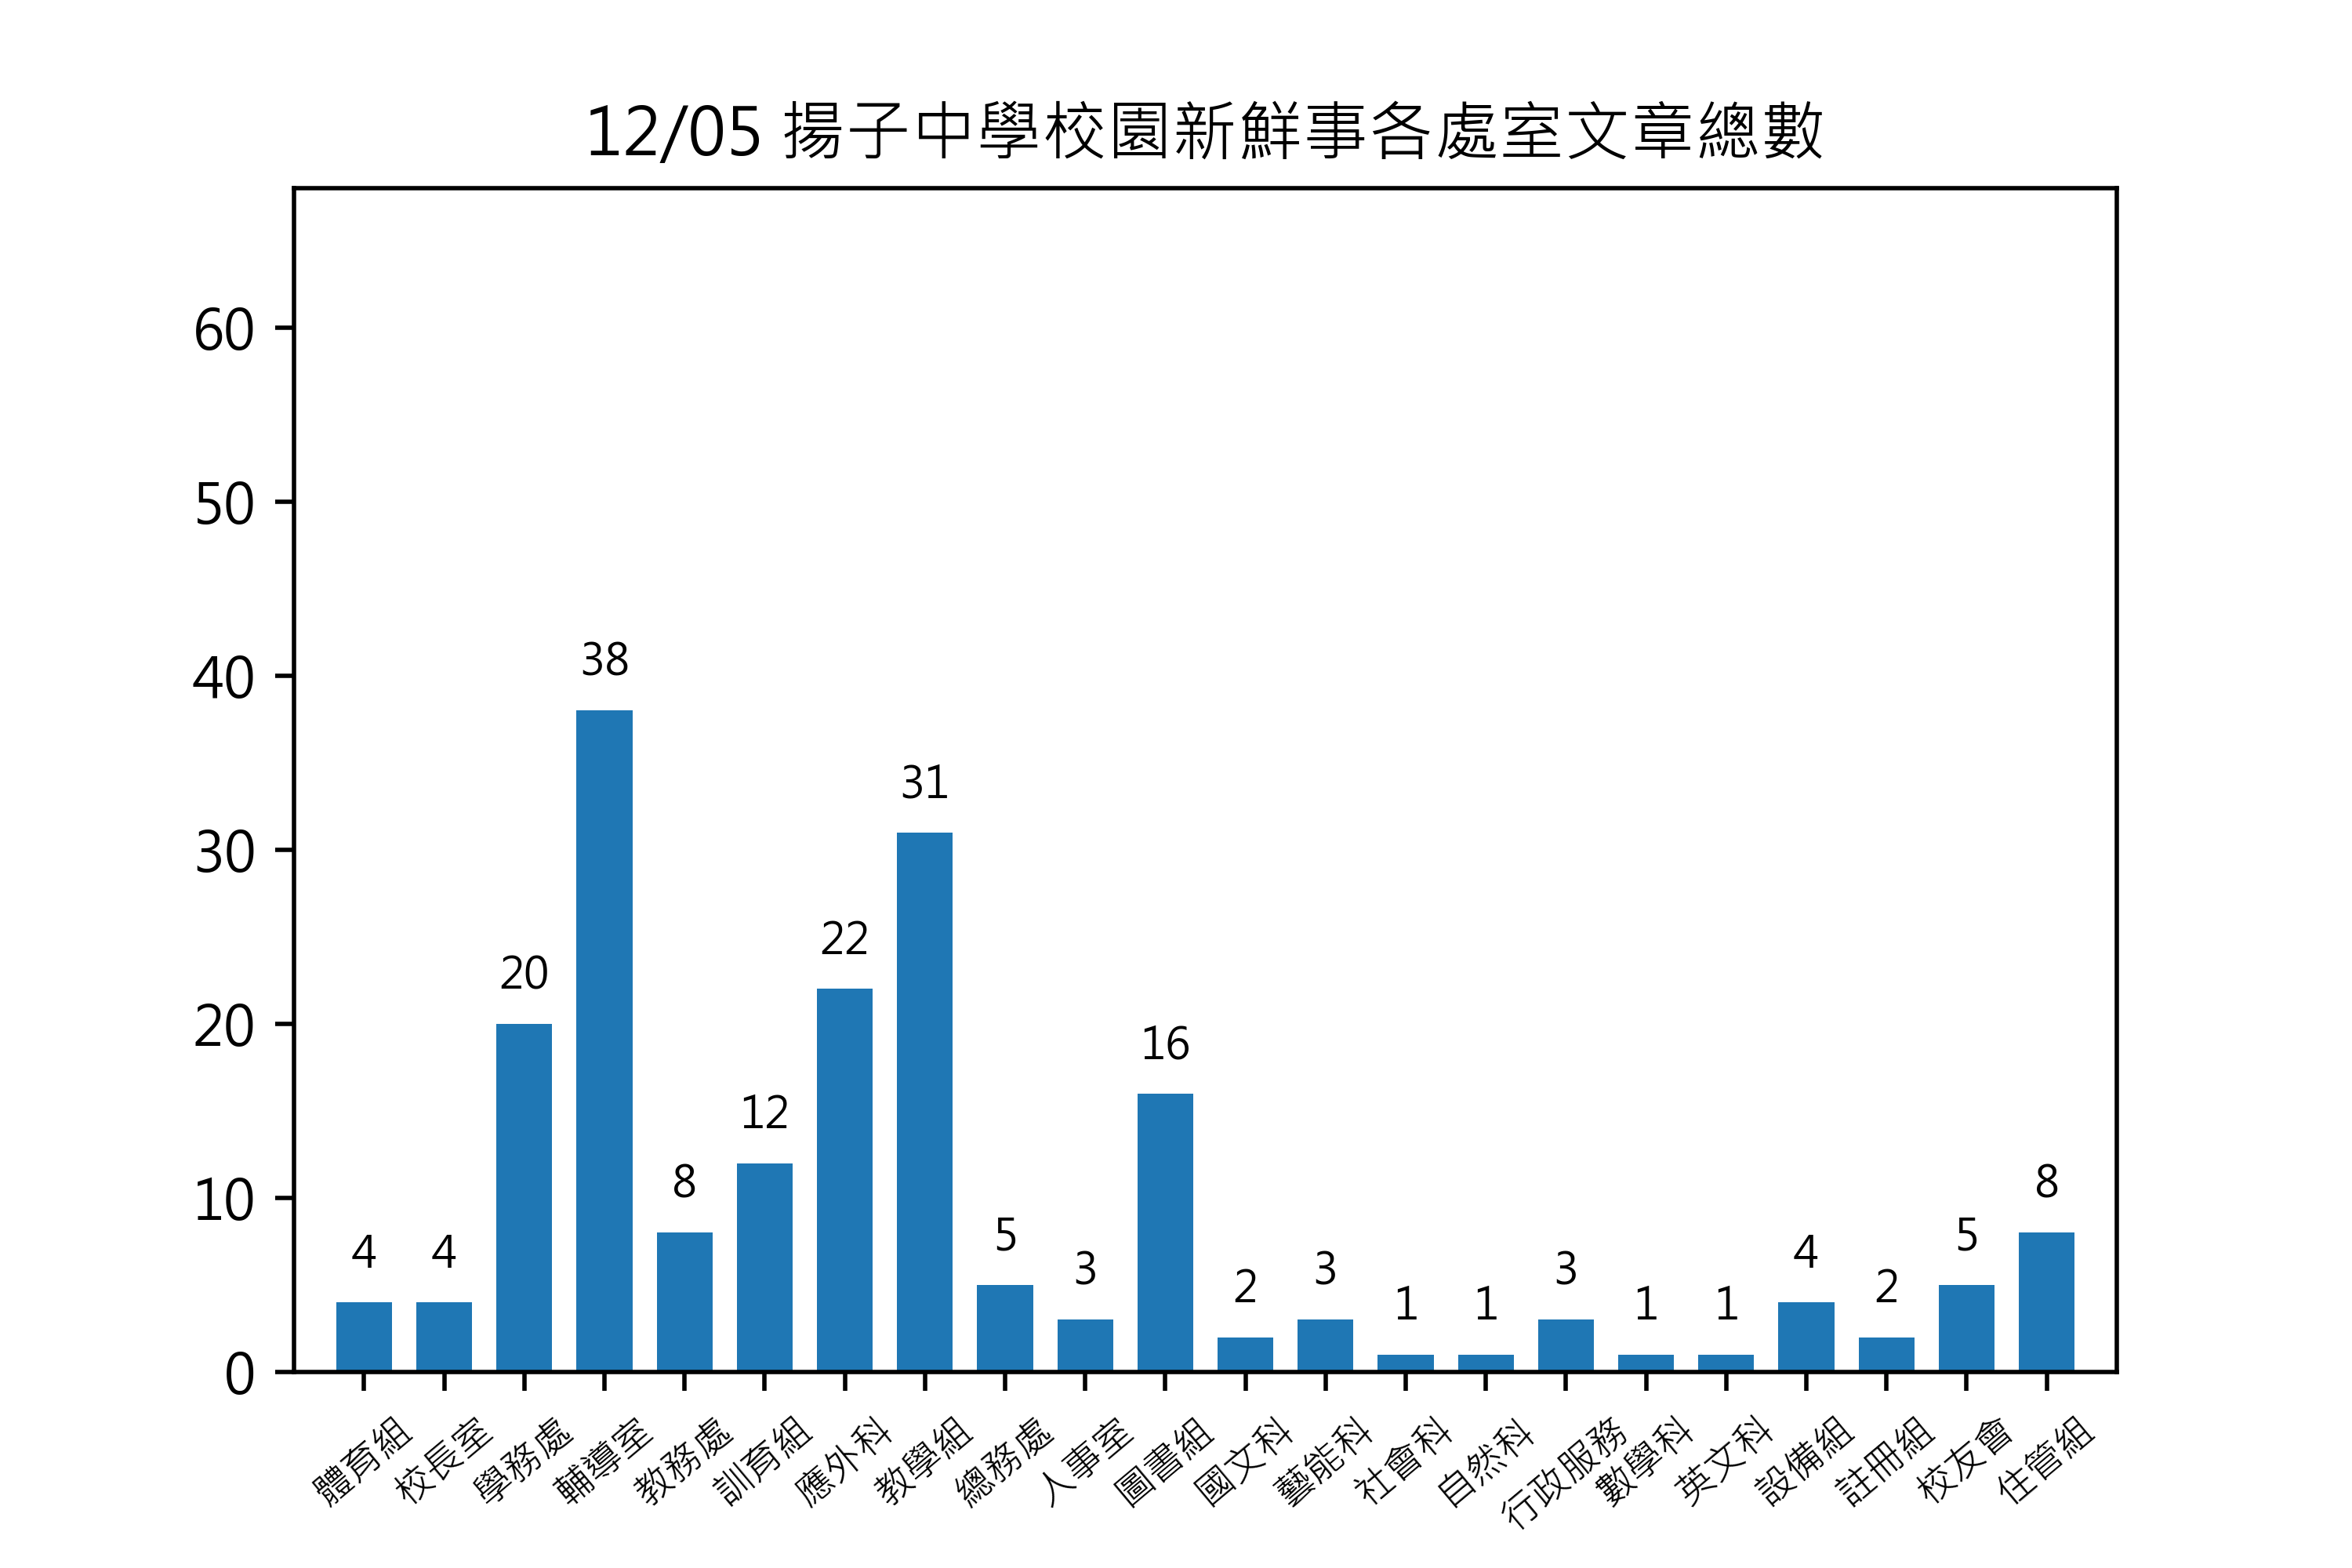 12/05 揚子中學校園新鮮事各處室文章總數
60
50
40
30
20
10
0
4
4
20
38
8
12
22
31
5
3
16
2
3
1
1
3
1
1
4
2
5
8
體育組
校長室
學務處
輔導室
教務處
訓育組
應外科
教學組
總務處
人事室
圖書組
國文科
藝能科
社會科
自然科
行政服務
數學科
英文科
設備組
註冊組
校友會
住管組